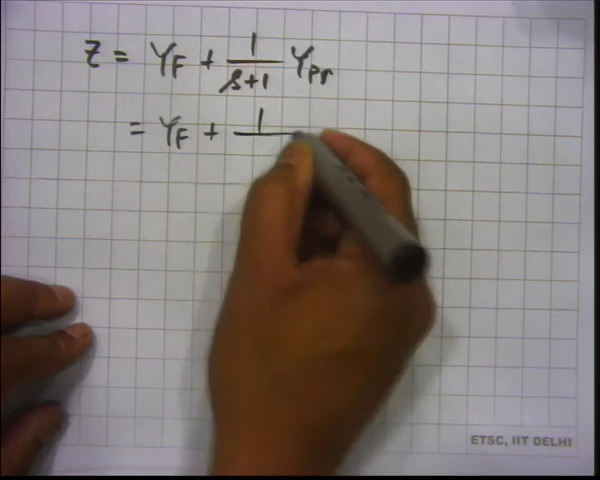 Z = Y_F + 1/(s+1) Y_PR
= Y_F + 1/
ETSC, IIT DELHI